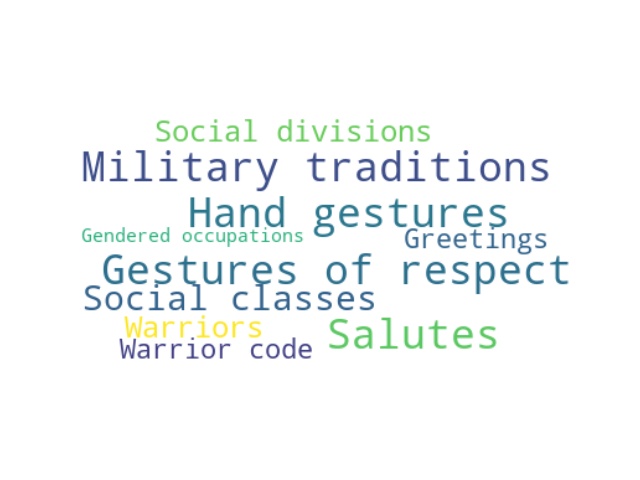 Social divisions
Military traditions
Hand gestures
Gendered occupations
Greetings
Gestures of respect
Social classes
Warriors
Salutes
Warrior code